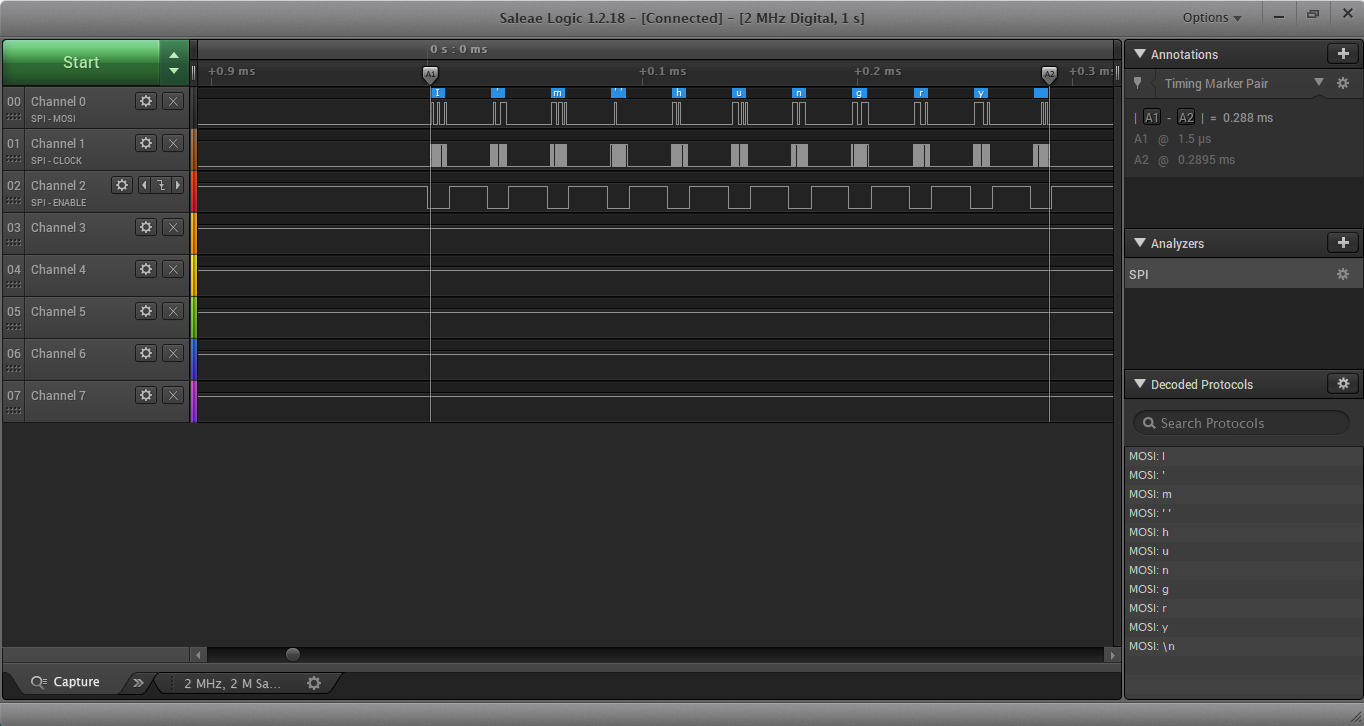 Saleae Logic 1.2.18 - [Connected] - [2 MHz Digital, 1 s]
Options
Start
0 s : 0 ms
+0.9 ms
+0.1 ms
+0.2 ms
+0.3 ms
A1
A2
00 Channel 0
SPI - MOSI
I ' m ' ' h u n g r y
01 Channel 1
SPI - CLOCK
02 Channel 2
SPI - ENABLE
03 Channel 3
04 Channel 4
05 Channel 5
06 Channel 6
07 Channel 7
Capture
2 MHz, 2 M Sa...
Annotations
Timing Marker Pair
| A1 - A2 | = 0.288 ms
A1 @ 1.5 µs
A2 @ 0.2895 ms
Analyzers
SPI
Decoded Protocols
Search Protocols
MOSI: I
MOSI: '
MOSI: m
MOSI: ' '
MOSI: h
MOSI: u
MOSI: n
MOSI: g
MOSI: r
MOSI: y
MOSI: \n